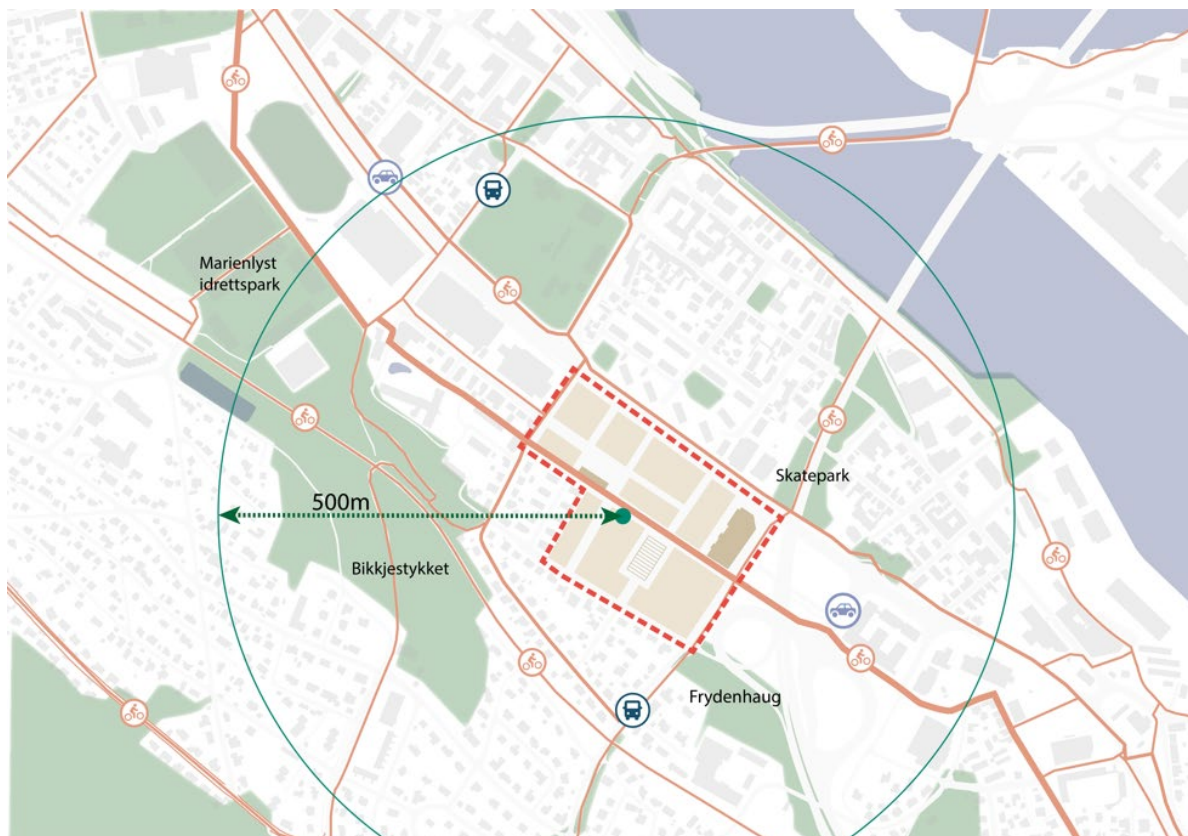 Marienlyst
idrettspark
Skatepark
500m
Bikkjestykket
Frydenhaug